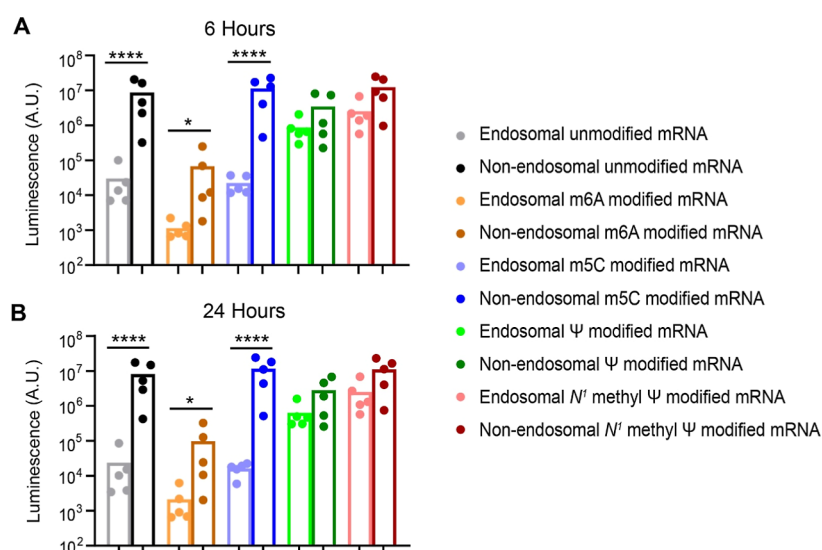 A
6 Hours
Luminescence (A.U.)
10⁸
10⁷
10⁶
10⁵
10⁴
10³
10²
****
*
****
B
24 Hours
Luminescence (A.U.)
10⁸
10⁷
10⁶
10⁵
10⁴
10³
10²
****
*
****
Endosomal unmodified mRNA
Non-endosomal unmodified mRNA
Endosomal m6A modified mRNA
Non-endosomal m6A modified mRNA
Endosomal m5C modified mRNA
Non-endosomal m5C modified mRNA
Endosomal Ψ modified mRNA
Non-endosomal Ψ modified mRNA
Endosomal N¹ methyl Ψ modified mRNA
Non-endosomal N¹ methyl Ψ modified mRNA